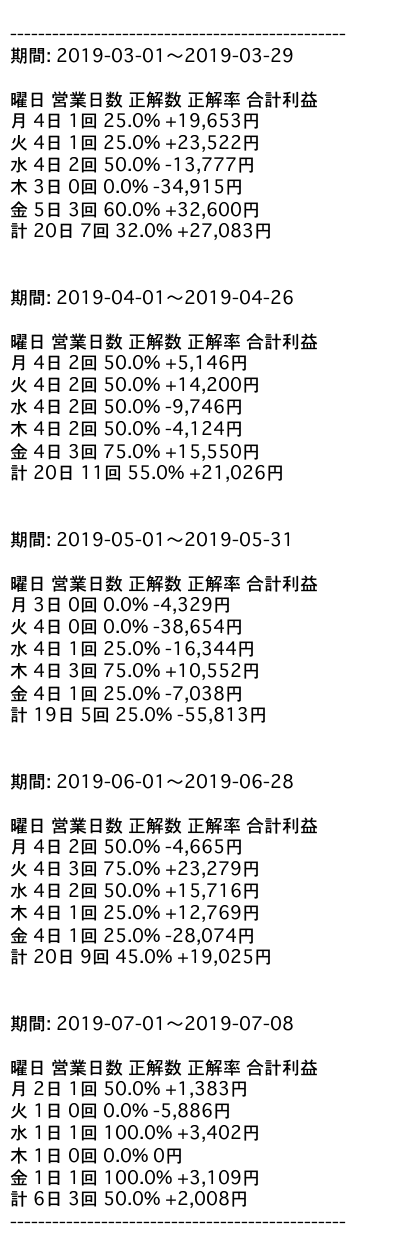 ------------------------------------------------
期間: 2019-03-01〜2019-03-29
曜日 営業日数 正解数 正解率 合計利益
月 4日 1回 25.0% +19,653円
火 4日 1回 25.0% +23,522円
水 4日 2回 50.0% -13,777円
木 3日 0回 0.0% -34,915円
金 5日 3回 60.0% +32,600円
計 20日 7回 32.0% +27,083円
期間: 2019-04-01〜2019-04-26
曜日 営業日数 正解数 正解率 合計利益
月 4日 2回 50.0% +5,146円
火 4日 2回 50.0% +14,200円
水 4日 2回 50.0% -9,746円
木 4日 2回 50.0% -4,124円
金 4日 3回 75.0% +15,550円
計 20日 11回 55.0% +21,026円
期間: 2019-05-01〜2019-05-31
曜日 営業日数 正解数 正解率 合計利益
月 3日 0回 0.0% -4,329円
火 4日 0回 0.0% -38,654円
水 4日 1回 25.0% -16,344円
木 4日 3回 75.0% +10,552円
金 4日 1回 25.0% -7,038円
計 19日 5回 25.0% -55,813円
期間: 2019-06-01〜2019-06-28
曜日 営業日数 正解数 正解率 合計利益
月 4日 2回 50.0% -4,665円
火 4日 3回 75.0% +23,279円
水 4日 2回 50.0% +15,716円
木 4日 1回 25.0% +12,769円
金 4日 1回 25.0% -28,074円
計 20日 9回 45.0% +19,025円
期間: 2019-07-01〜2019-07-08
曜日 営業日数 正解数 正解率 合計利益
月 2日 1回 50.0% +1,383円
火 1日 0回 0.0% -5,886円
水 1日 1回 100.0% +3,402円
木 1日 0回 0.0% 0円
金 1日 1回 100.0% +3,109円
計 6日 3回 50.0% +2,008円
------------------------------------------------